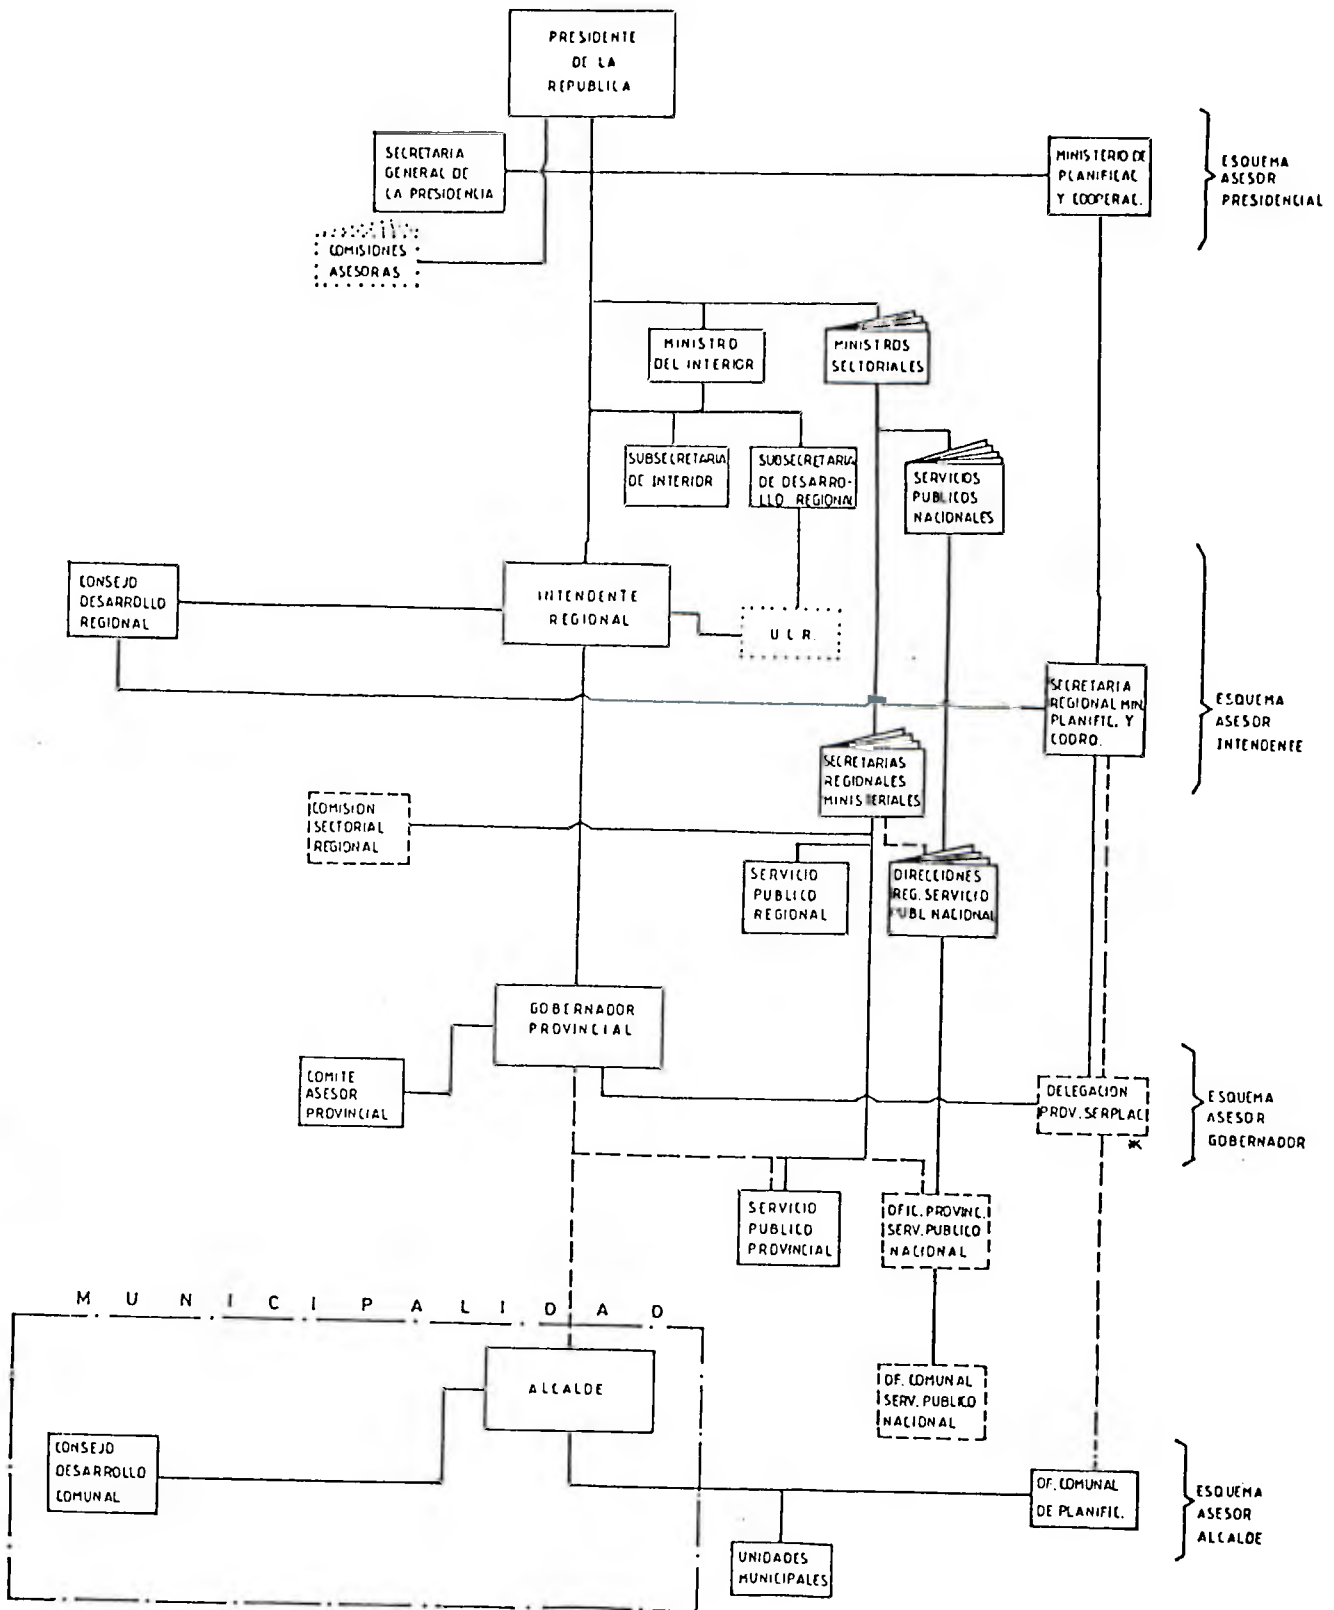 PRESIDENTE
DE LA
REPUBLICA
SECRETARIA
GENERAL DE
LA PRESIDENCIA
MINISTERIO DE
PLANIFICAC
Y COOPERAC.
ESQUEMA
ASESOR
PRESIDENCIAL
COMISIONES
ASESORAS
MINISTRO
DEL INTERIOR
MINISTROS
SECTORIALES
SUBSECRETARIA
DE INTERIOR
SUBSECRETARIA
DE DESARRO-
LLO REGIONAL
SERVICIOS
PUBLICOS
NACIONALES
CONSEJO
DESARROLLO
REGIONAL
INTENDENTE
REGIONAL
U L R.
SECRETARIA
REGIONAL MIN.
PLANIFIC. Y
COORD.
ESQUEMA
ASESOR
INTENDENTE
SECRETARIAS
REGIONALES
MINISTERIALES
COMISION
SECTORIAL
REGIONAL
SERVICIO
PUBLICO
REGIONAL
DIRECCIONES
REG. SERVICIO
PUBL NACIONAL
GOBERNADOR
PROVINCIAL
COMITE
ASESOR
PROVINCIAL
DELEGACION
PROV. SERPLAC
*
ESQUEMA
ASESOR
GOBERNADOR
SERVICIO
PUBLICO
PROVINCIAL
OFIC. PROVINC.
SERV. PUBLICO
NACIONAL
MUNICIPALIDAD
ALCALDE
OF. COMUNAL
SERV. PUBLICO
NACIONAL
CONSEJO
DESARROLLO
COMUNAL
OF. COMUNAL
DE PLANIFIC.
ESQUEMA
ASESOR
ALCALDE
UNIDADES
MUNICIPALES